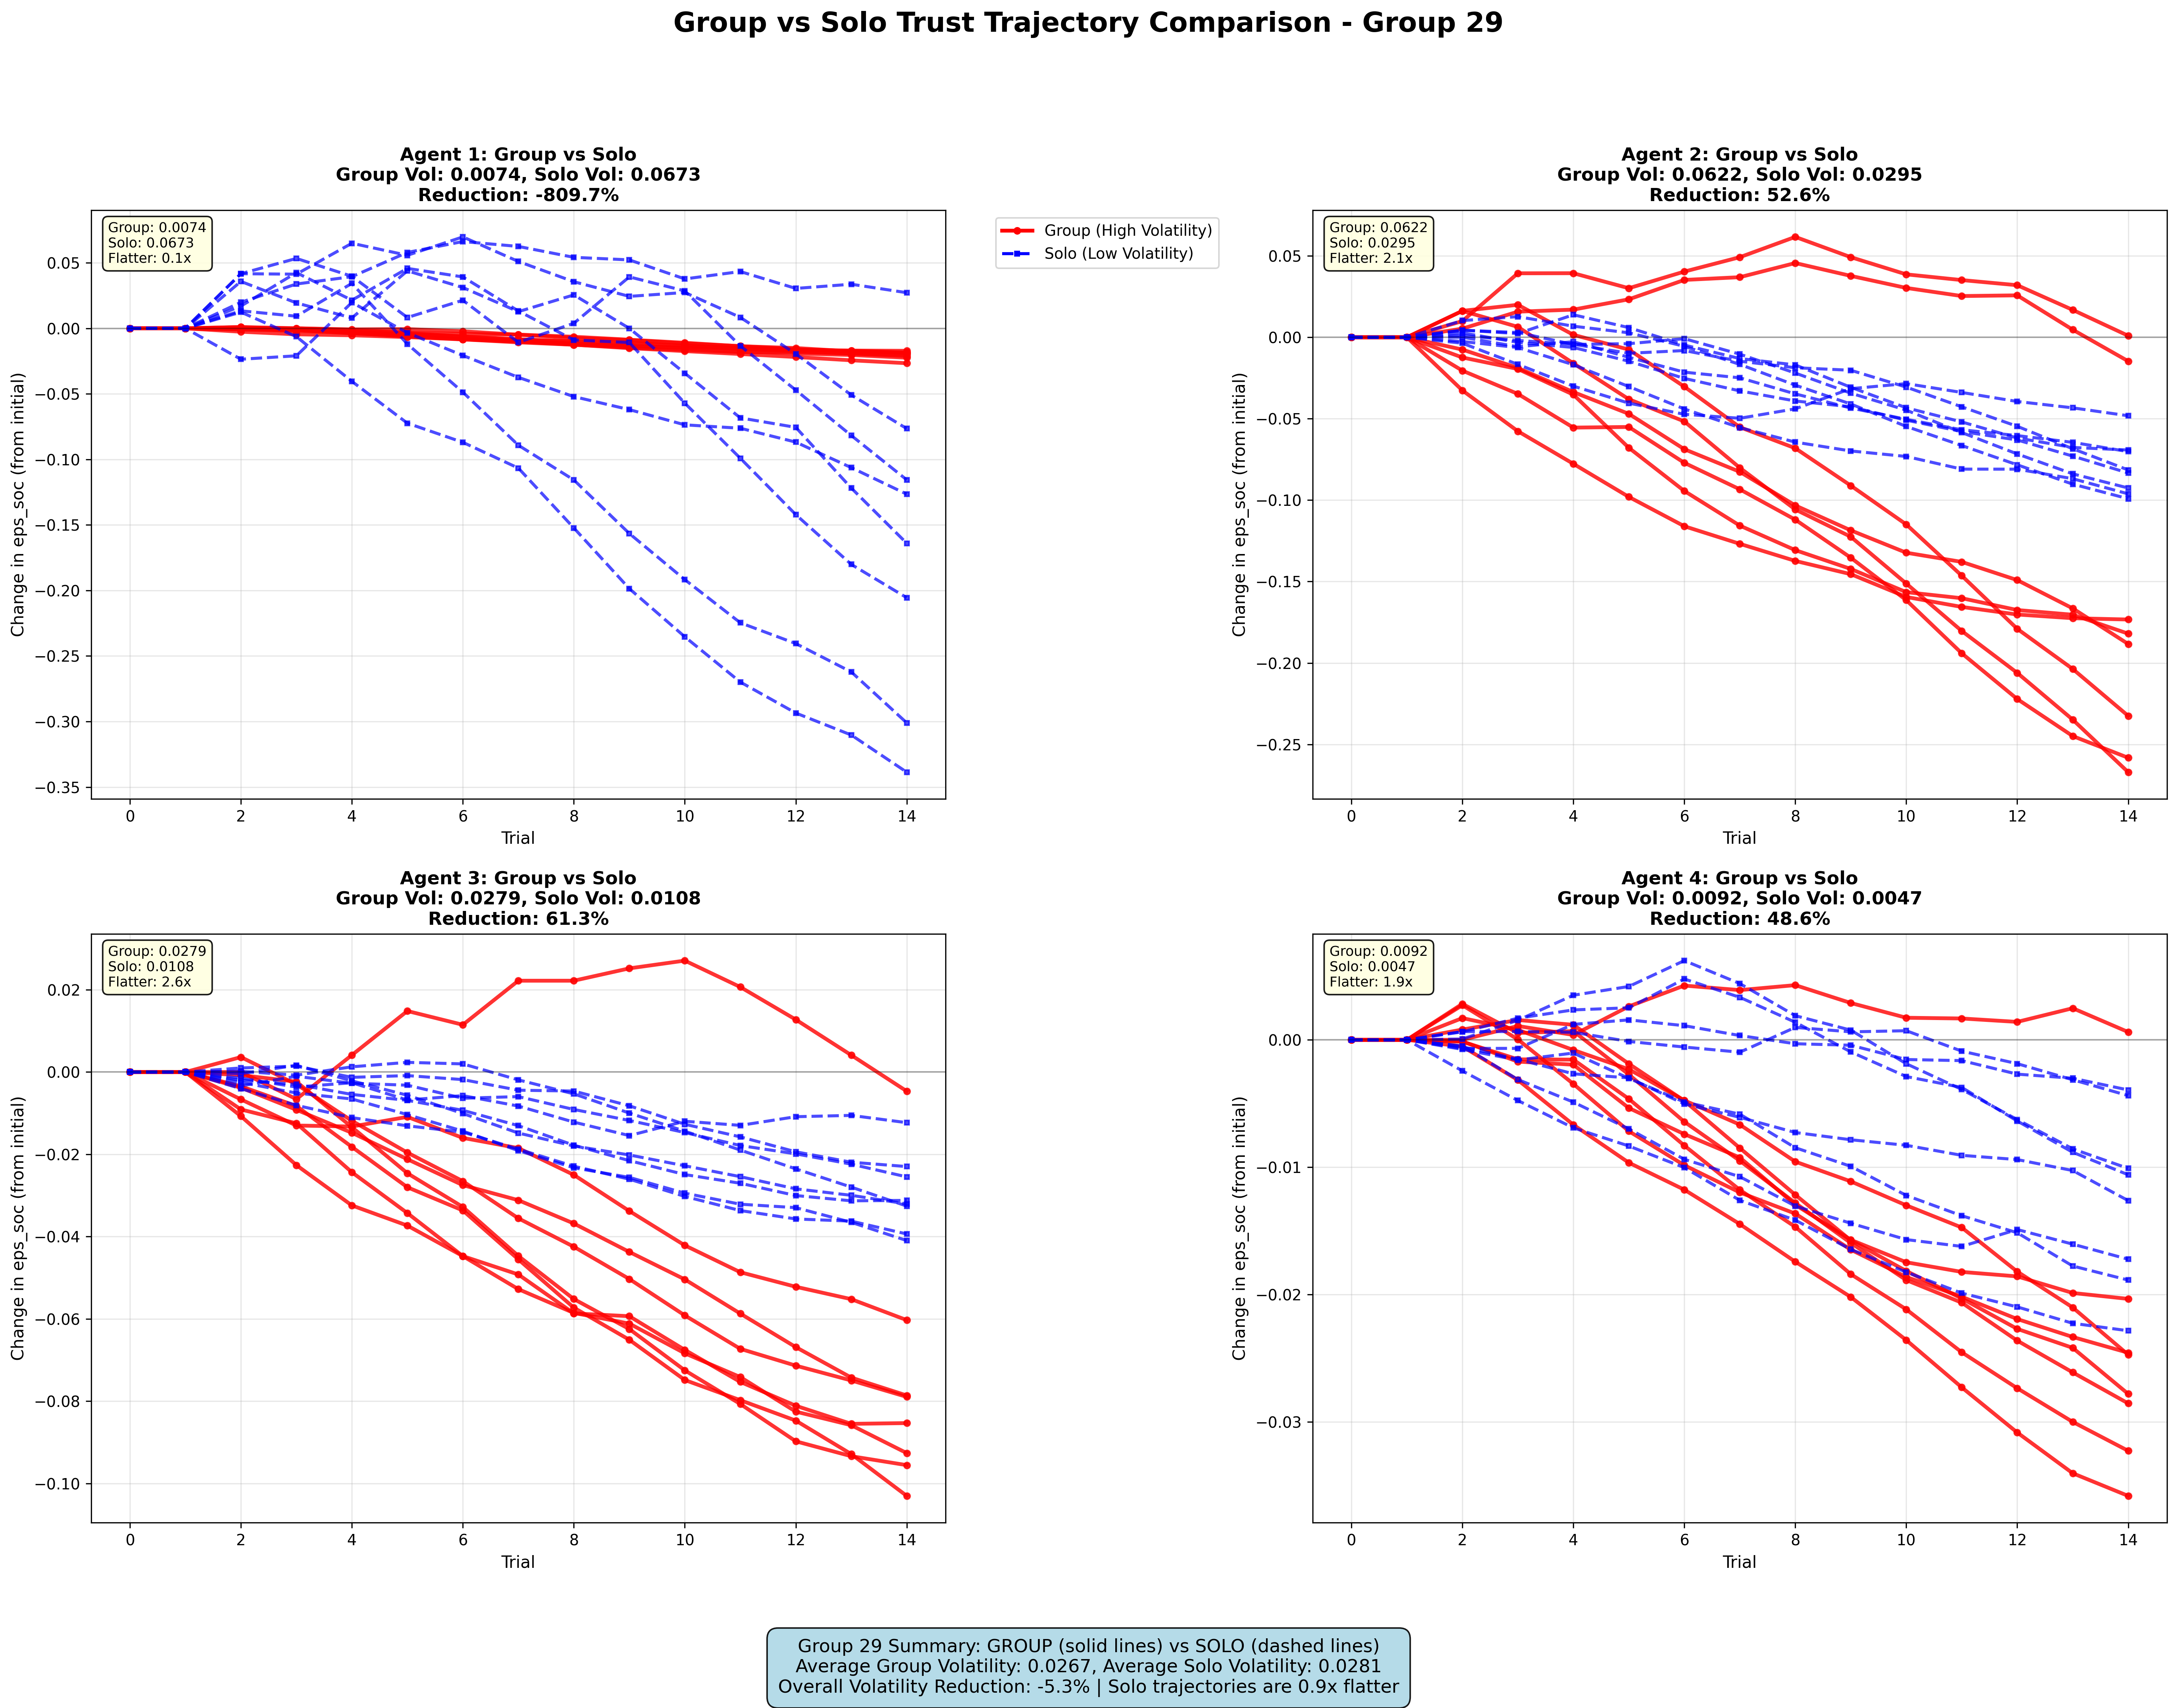 Group vs Solo Trust Trajectory Comparison - Group 29
Agent 1: Group vs Solo
Group Vol: 0.0074, Solo Vol: 0.0673
Reduction: -809.7%
Group: 0.0074
Solo: 0.0673
Flatter: 0.1x
0.05
0.00
−0.05
−0.10
−0.15
−0.20
−0.25
−0.30
−0.35
Change in eps_soc (from initial)
0 2 4 6 8 10 12 14
Trial
Group (High Volatility)
Solo (Low Volatility)
Agent 2: Group vs Solo
Group Vol: 0.0622, Solo Vol: 0.0295
Reduction: 52.6%
Group: 0.0622
Solo: 0.0295
Flatter: 2.1x
0.05
0.00
−0.05
−0.10
−0.15
−0.20
−0.25
Change in eps_soc (from initial)
0 2 4 6 8 10 12 14
Trial
Agent 3: Group vs Solo
Group Vol: 0.0279, Solo Vol: 0.0108
Reduction: 61.3%
Group: 0.0279
Solo: 0.0108
Flatter: 2.6x
0.02
0.00
−0.02
−0.04
−0.06
−0.08
−0.10
Change in eps_soc (from initial)
0 2 4 6 8 10 12 14
Trial
Agent 4: Group vs Solo
Group Vol: 0.0092, Solo Vol: 0.0047
Reduction: 48.6%
Group: 0.0092
Solo: 0.0047
Flatter: 1.9x
0.00
−0.01
−0.02
−0.03
Change in eps_soc (from initial)
0 2 4 6 8 10 12 14
Trial
Group 29 Summary: GROUP (solid lines) vs SOLO (dashed lines)
Average Group Volatility: 0.0267, Average Solo Volatility: 0.0281
Overall Volatility Reduction: -5.3% | Solo trajectories are 0.9x flatter